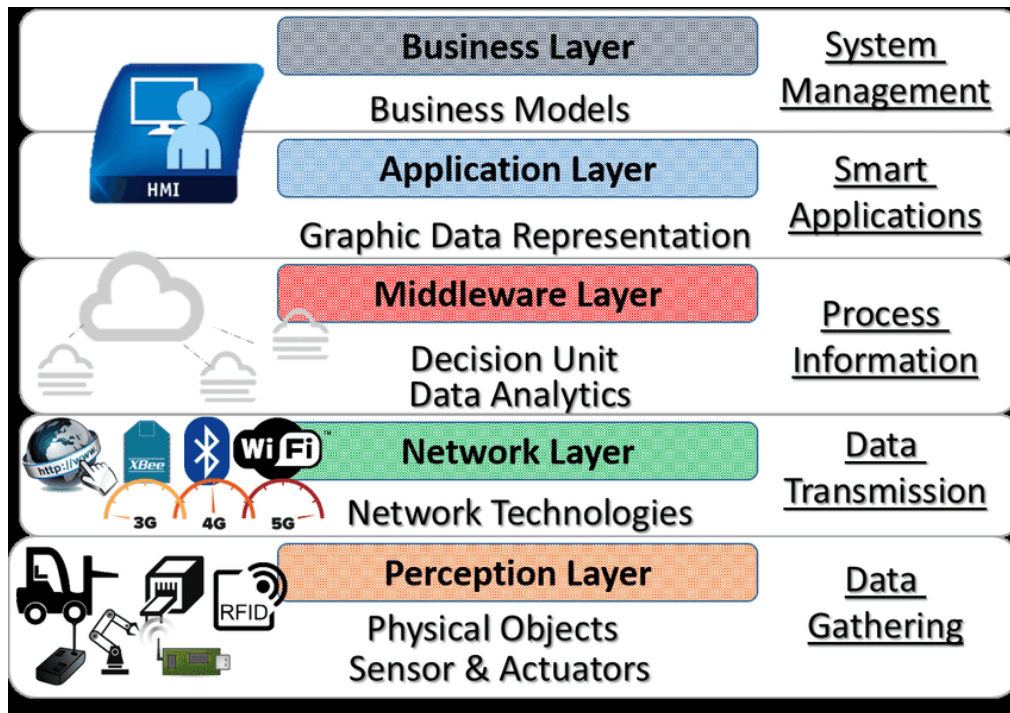 Business Layer
Business Models
System
Management
HMI
Application Layer
Graphic Data Representation
Smart
Applications
Middleware Layer
Decision Unit
Data Analytics
Process
Information
http://www.
XBee
WiFi™
3G
4G
5G
Network Layer
Network Technologies
Data
Transmission
RFID
Perception Layer
Physical Objects
Sensor & Actuators
Data
Gathering